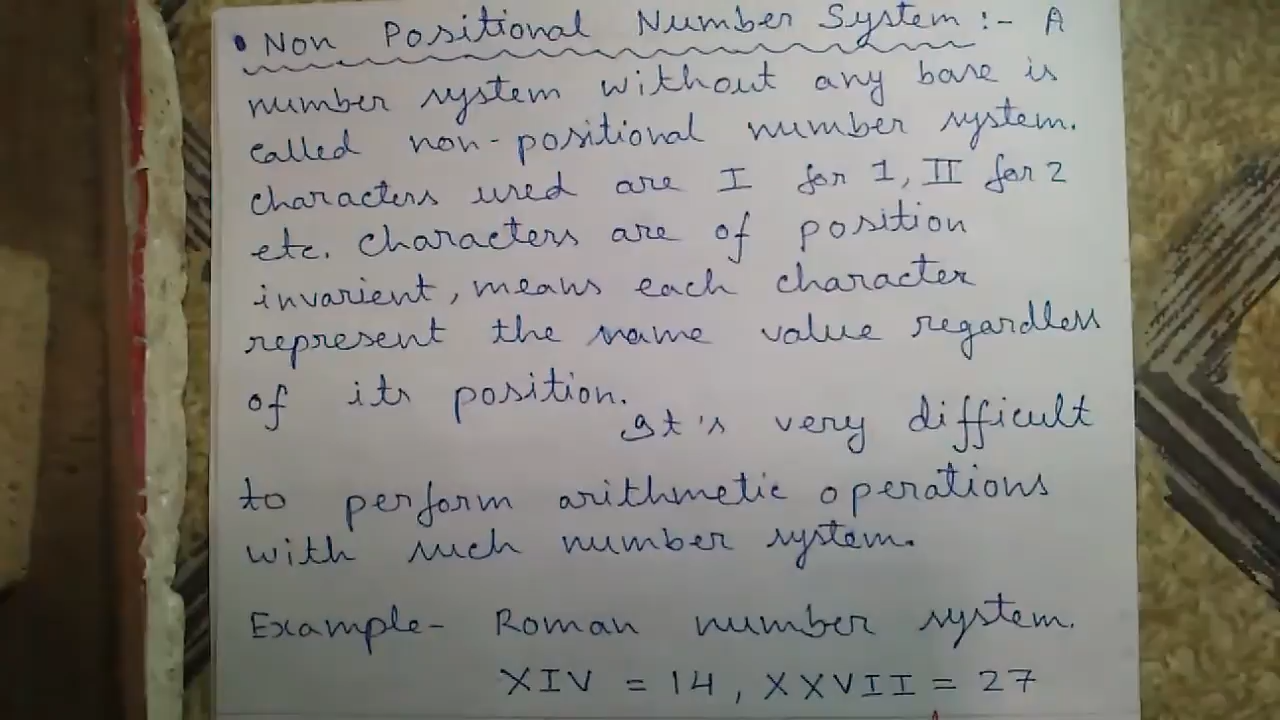 • Non Positional Number System :- A
number system without any base is
called non-positional number system.
characters used are I for 1, II for 2
etc. characters are of position
invarient, means each character
represent the same value regardless
of its position.
It's very difficult
to perform arithmetic operations
with such number system.
Example- Roman number system.
XIV = 14, XXVII = 27